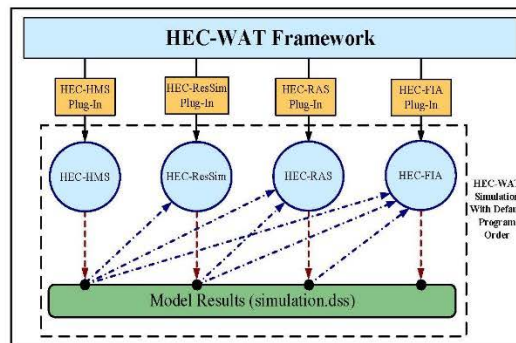 HEC-WAT Framework
HEC-HMS
Plug-In
HEC-ResSim
Plug-In
HEC-RAS
Plug-In
HEC-FIA
Plug-In
HEC-HMS
HEC-ResSim
HEC-RAS
HEC-FIA
HEC-WAT
Simulation
With Default
Program
Order
Model Results (simulation.dss)